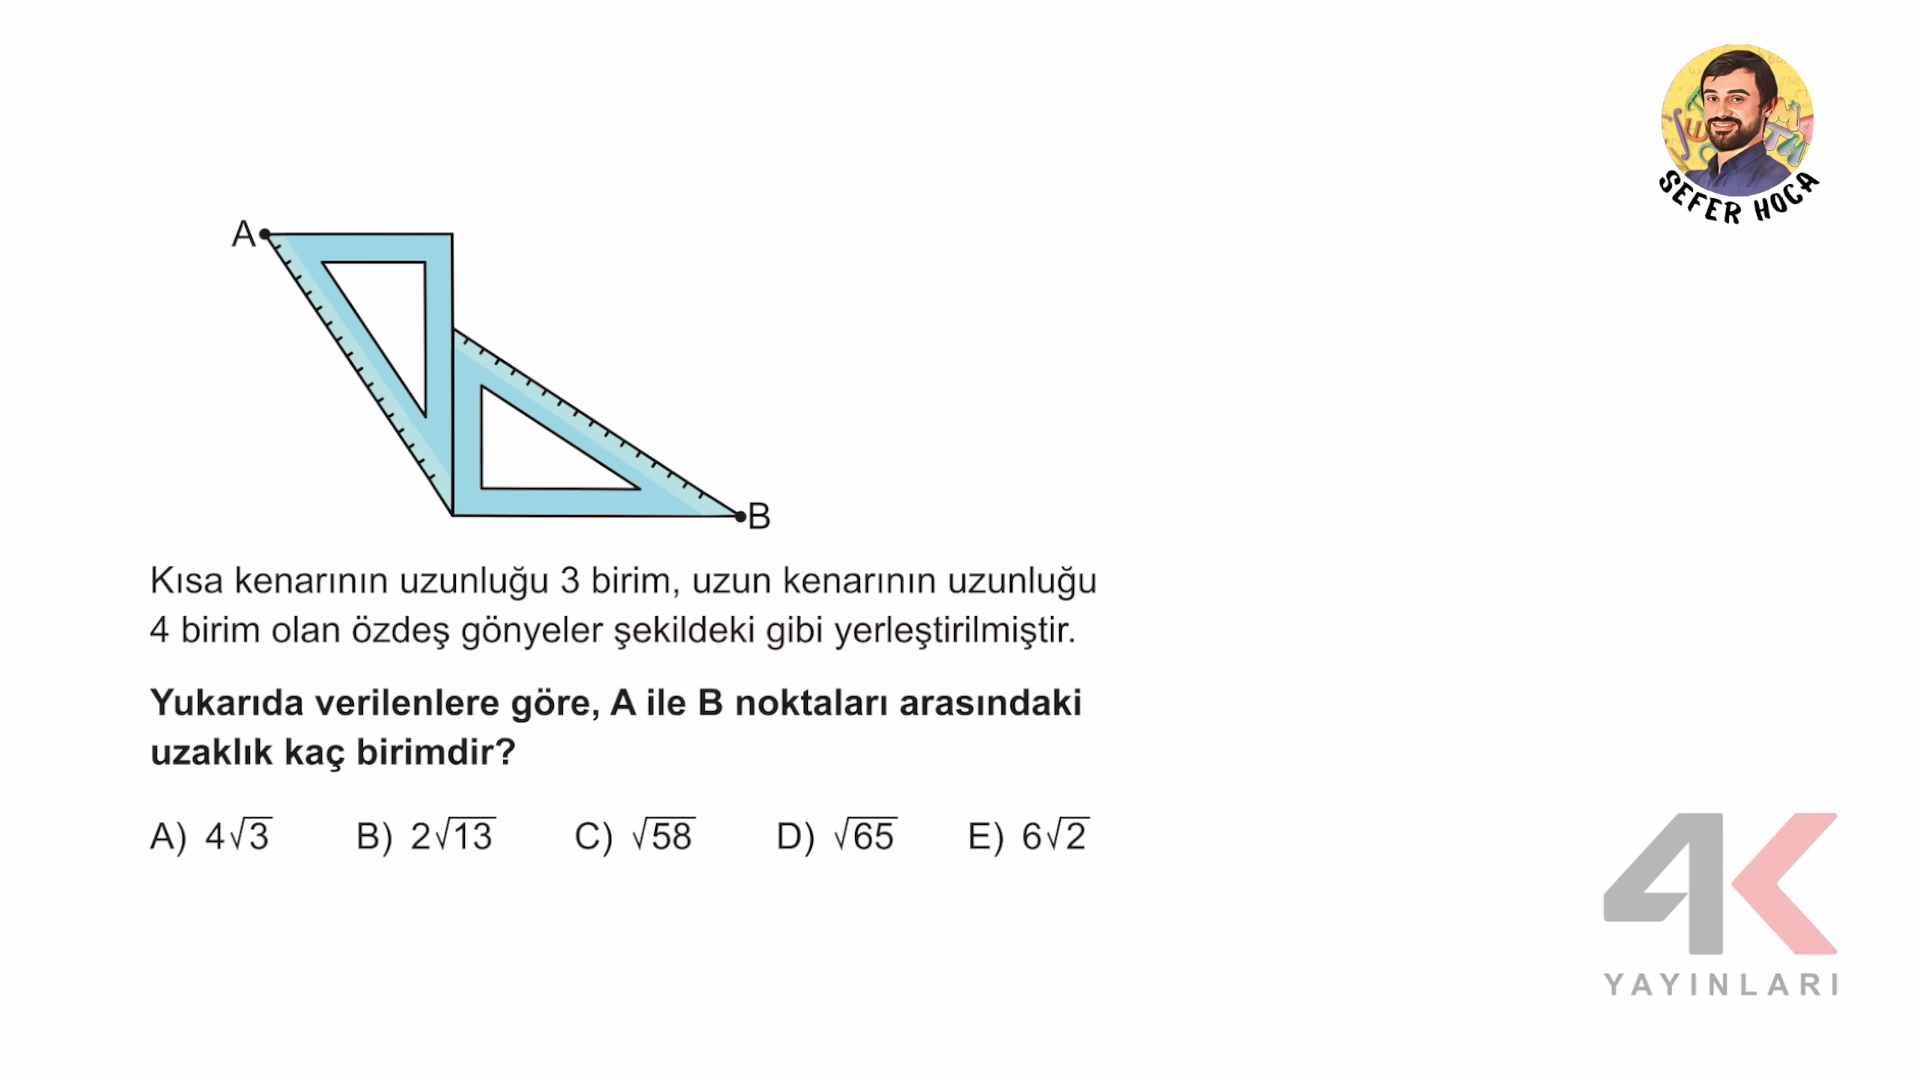 SEFER HOCA
A
B
Kısa kenarının uzunluğu 3 birim, uzun kenarının uzunluğu
4 birim olan özdeş gönyeler şekildeki gibi yerleştirilmiştir.
Yukarıda verilenlere göre, A ile B noktaları arasındaki
uzaklık kaç birimdir?
A) 4√3 B) 2√13 C) √58 D) √65 E) 6√2
4K
YAYINLARI